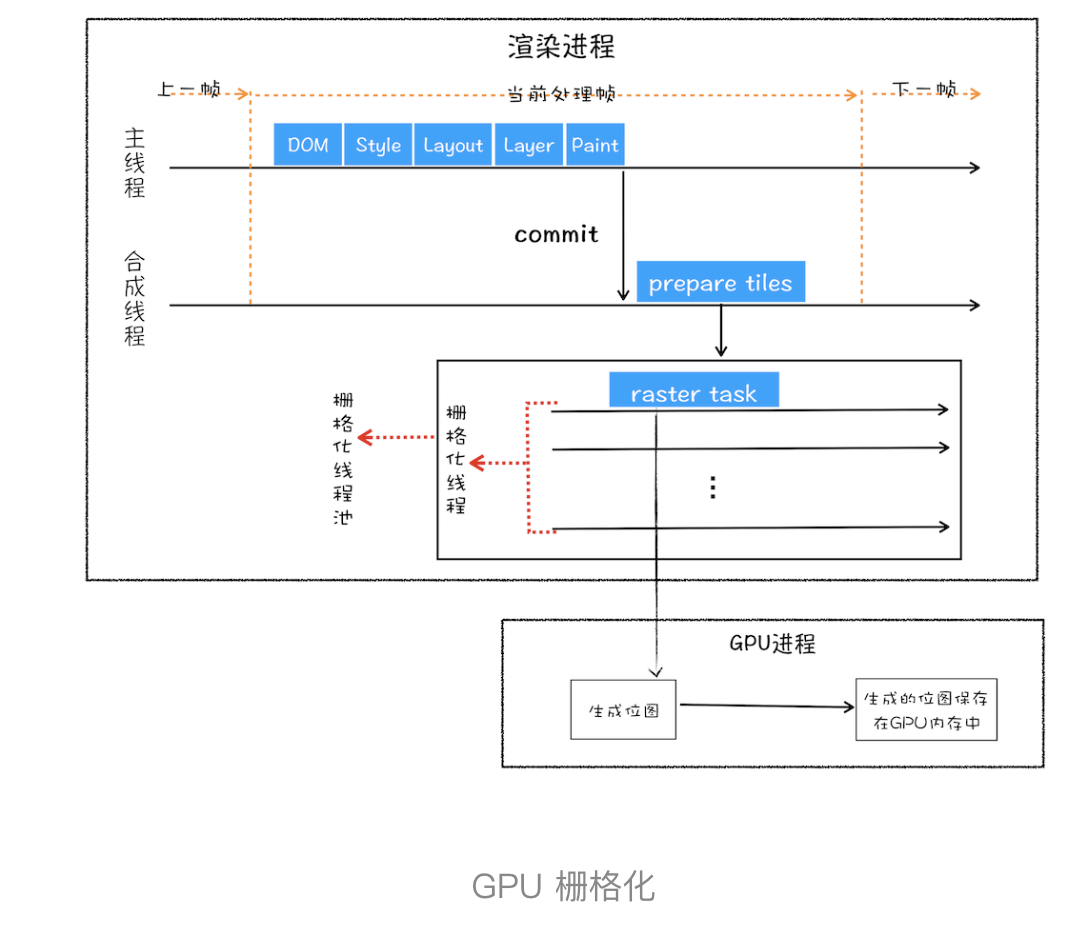 渲染进程
上一帧
当前处理帧
下一帧
主线程
DOM
Style
Layout
Layer
Paint
commit
合成线程
prepare tiles
raster task
栅格化线程池
栅格化线程
⋮
GPU进程
生成位图
生成的位图保存
在GPU内存中
GPU 栅格化